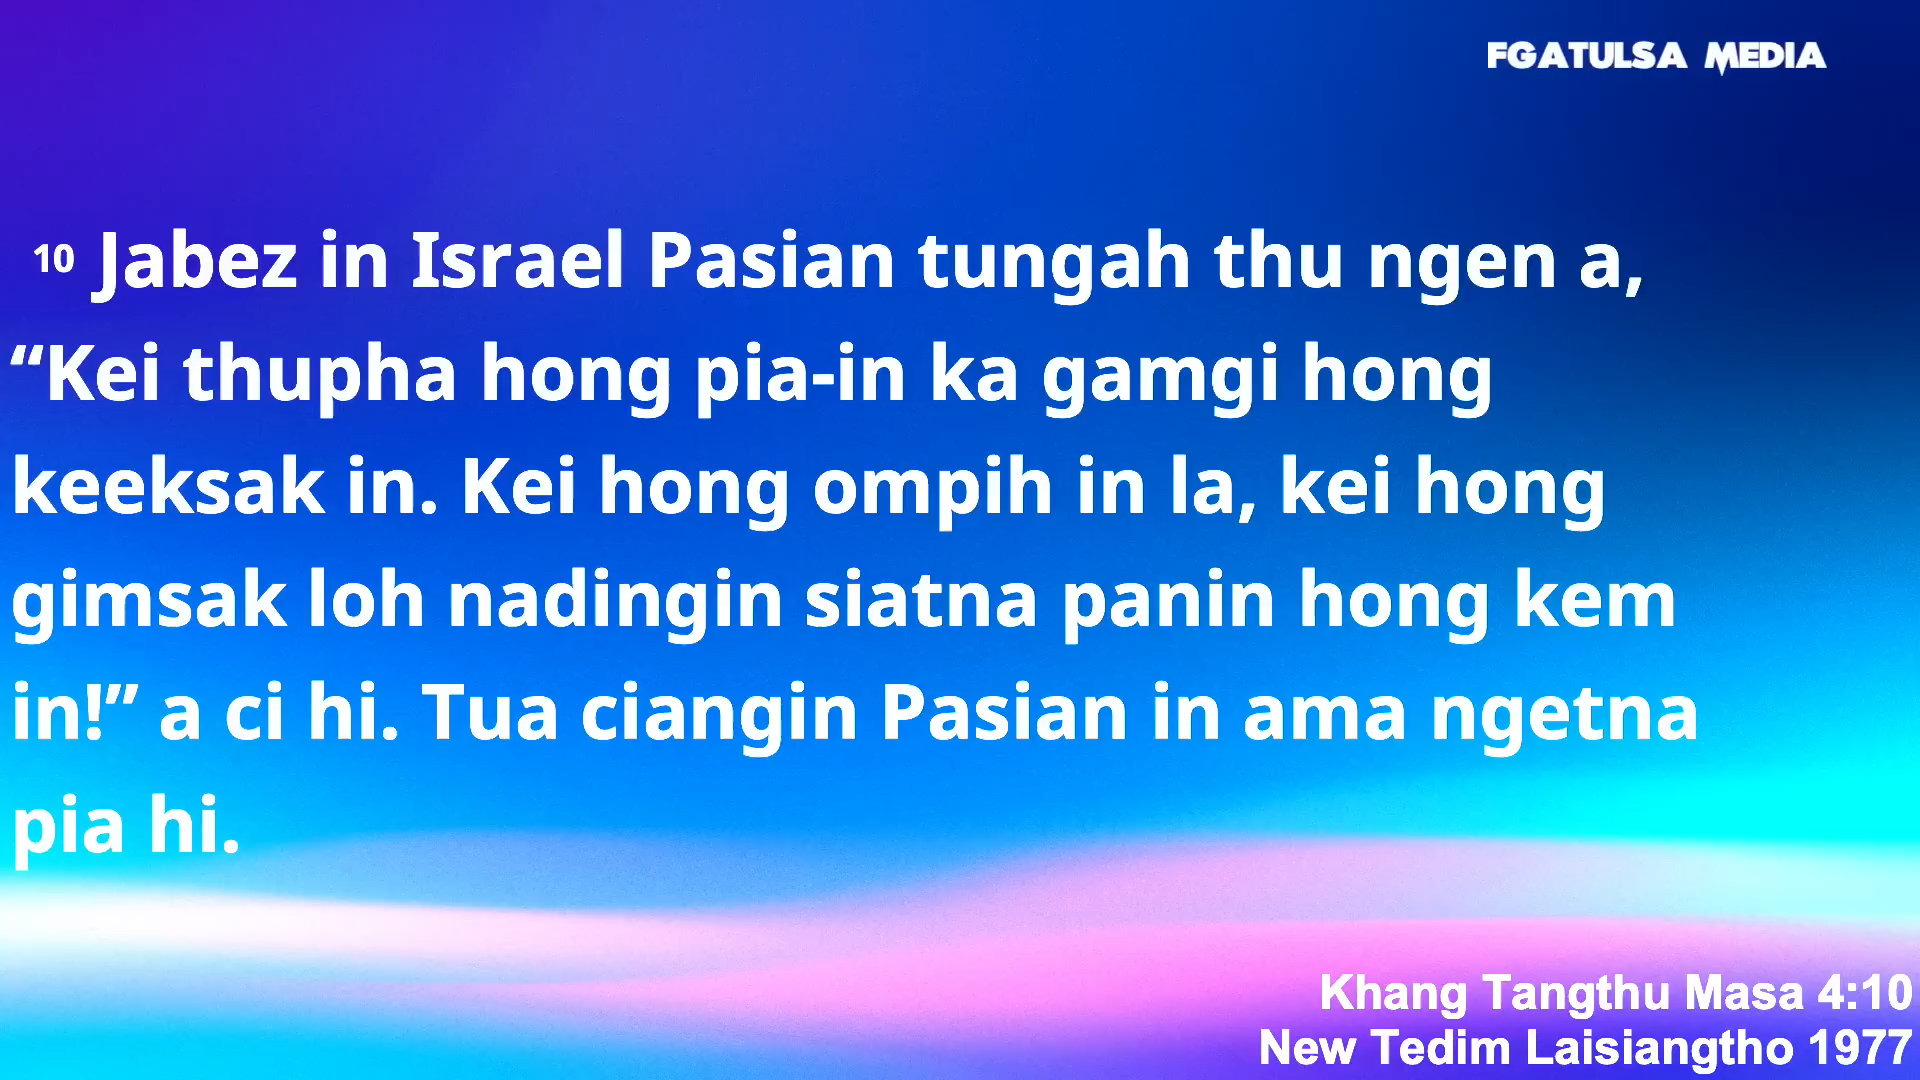 FGATULSA MEDIA
10 Jabez in Israel Pasian tungah thu ngen a,
“Kei thupha hong pia-in ka gamgi hong
keeksak in. Kei hong ompih in la, kei hong
gimsak loh nadingin siatna panin hong kem
in!” a ci hi. Tua ciangin Pasian in ama ngetna
pia hi.
Khang Tangthu Masa 4:10
New Tedim Laisiangtho 1977